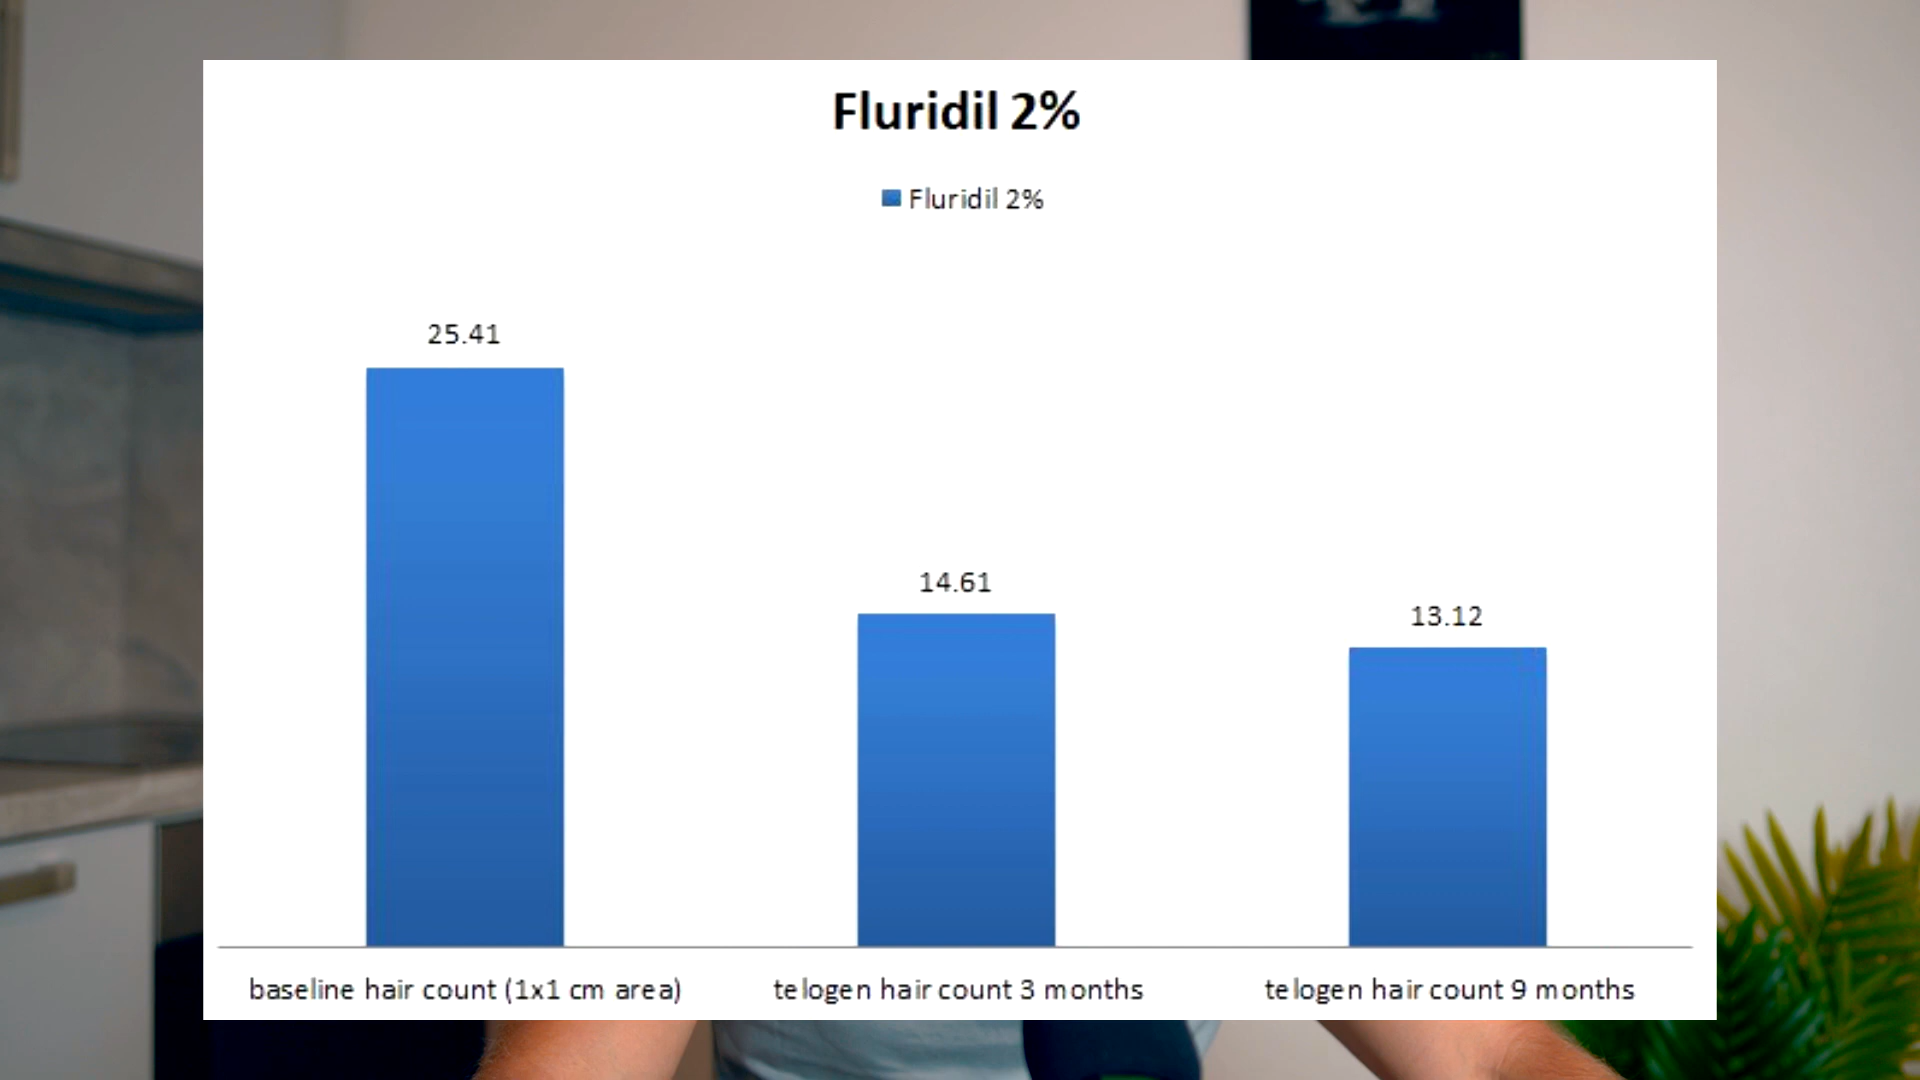 Fluridil 2%
Fluridil 2%
25.41
14.61
13.12
baseline hair count (1x1 cm area)
telogen hair count 3 months
telogen hair count 9 months